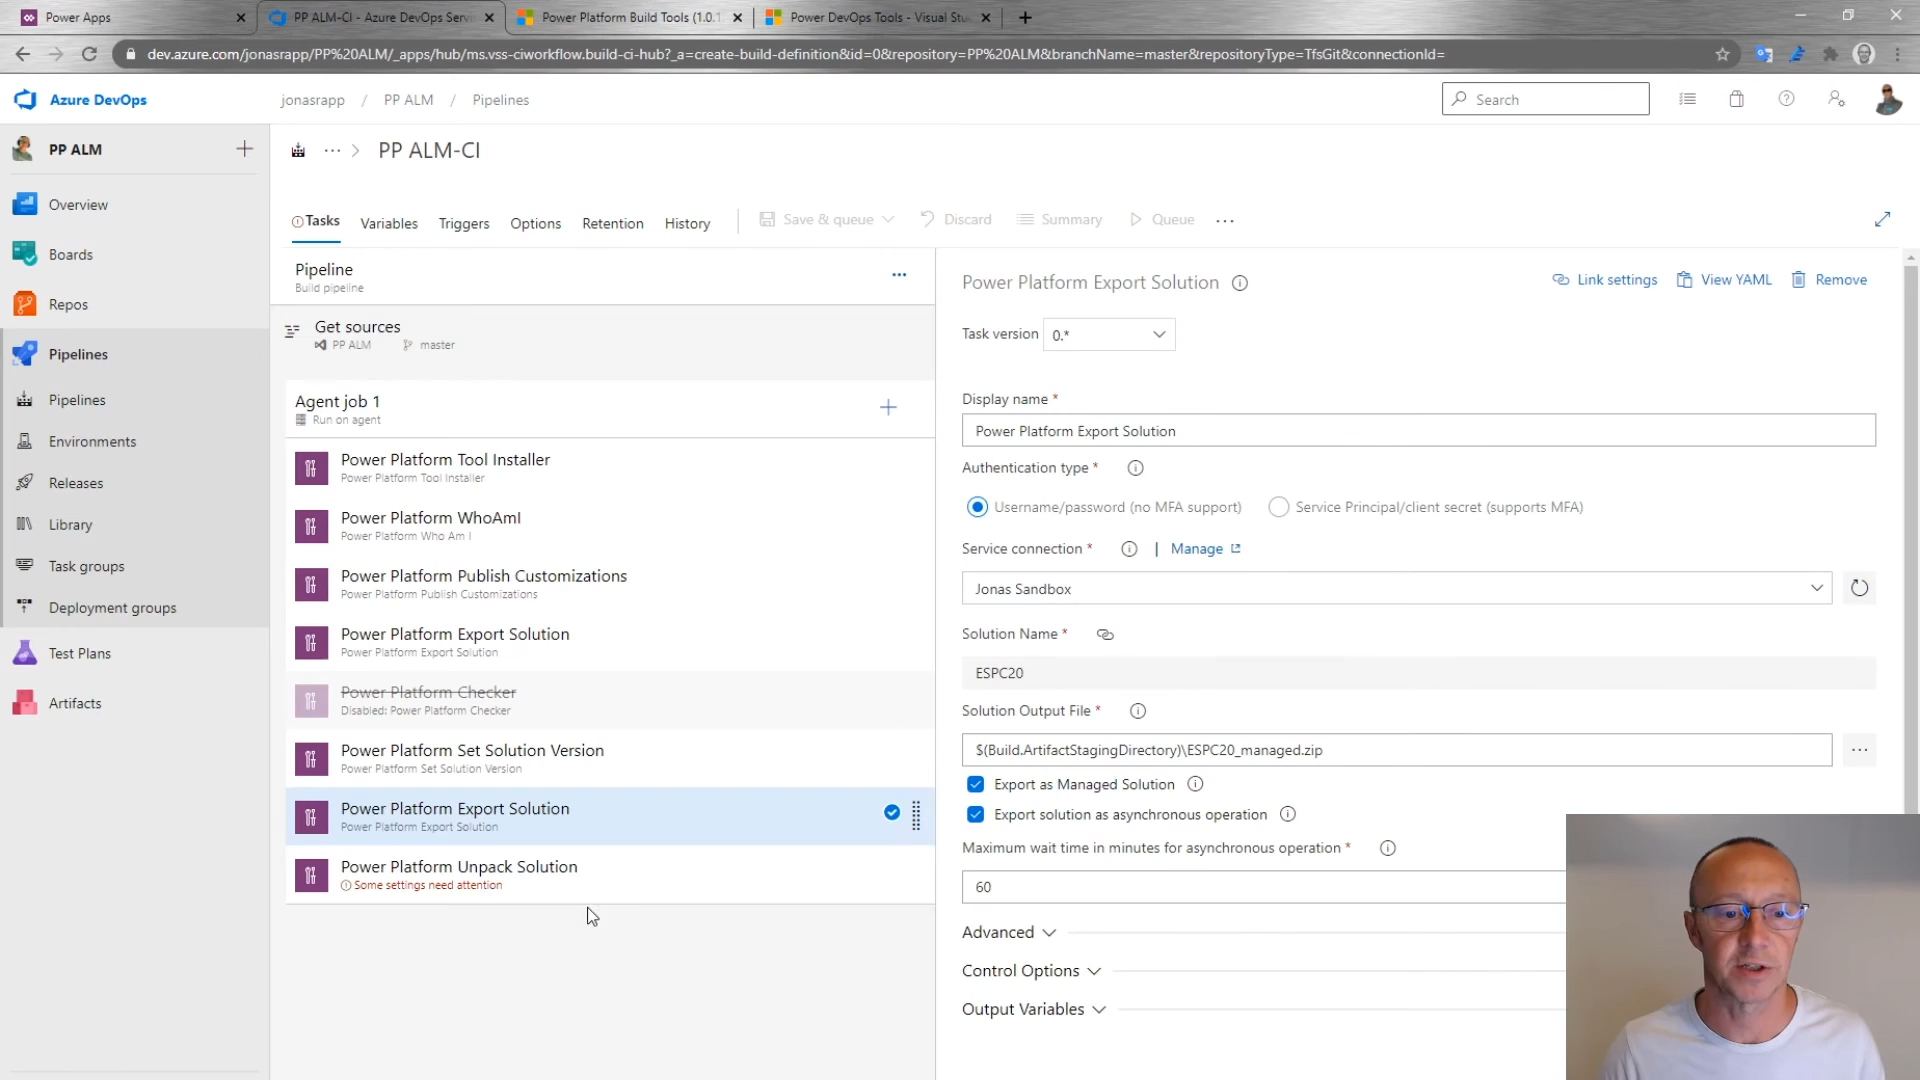 Power Apps
PP ALM-CI - Azure DevOps Servi
Power Platform Build Tools (1.0.1
Power DevOps Tools - Visual Stu
dev.azure.com/jonasrapp/PP%20ALM/_apps/hub/ms.vss-ciworkflow.build-ci-hub?_a=create-build-definition&id=0&repository=PP%20ALM&branchName=master&repositoryType=TfsGit&connectionId=
Azure DevOps
jonasrapp / PP ALM / Pipelines
Search
PP ALM
Overview
Boards
Repos
Pipelines
Pipelines
Environments
Releases
Library
Task groups
Deployment groups
Test Plans
Artifacts
PP ALM-CI
Tasks
Variables
Triggers
Options
Retention
History
Save & queue
Discard
Summary
Queue
Pipeline
Build pipeline
Get sources
PP ALM
master
Agent job 1
Run on agent
Power Platform Tool Installer
Power Platform Tool Installer
Power Platform WhoAmI
Power Platform Who Am I
Power Platform Publish Customizations
Power Platform Publish Customizations
Power Platform Export Solution
Power Platform Export Solution
Power Platform Checker
Disabled: Power Platform Checker
Power Platform Set Solution Version
Power Platform Set Solution Version
Power Platform Export Solution
Power Platform Export Solution
Power Platform Unpack Solution
Some settings need attention
Power Platform Export Solution
Link settings
View YAML
Remove
Task version
0.*
Display name *
Power Platform Export Solution
Authentication type *
Username/password (no MFA support)
Service Principal/client secret (supports MFA)
Service connection *
| Manage
Jonas Sandbox
Solution Name *
ESPC20
Solution Output File *
$(Build.ArtifactStagingDirectory)\ESPC20_managed.zip
Export as Managed Solution
Export solution as asynchronous operation
Maximum wait time in minutes for asynchronous operation *
60
Advanced
Control Options
Output Variables